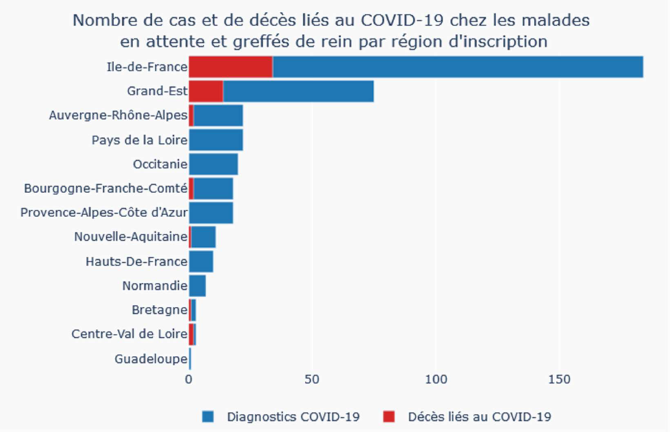 Nombre de cas et de décès liés au COVID-19 chez les malades
en attente et greffés de rein par région d'inscription
Ile-de-France
Grand-Est
Auvergne-Rhône-Alpes
Pays de la Loire
Occitanie
Bourgogne-Franche-Comté
Provence-Alpes-Côte d'Azur
Nouvelle-Aquitaine
Hauts-De-France
Normandie
Bretagne
Centre-Val de Loire
Guadeloupe
0 50 100 150
Diagnostics COVID-19 Décès liés au COVID-19